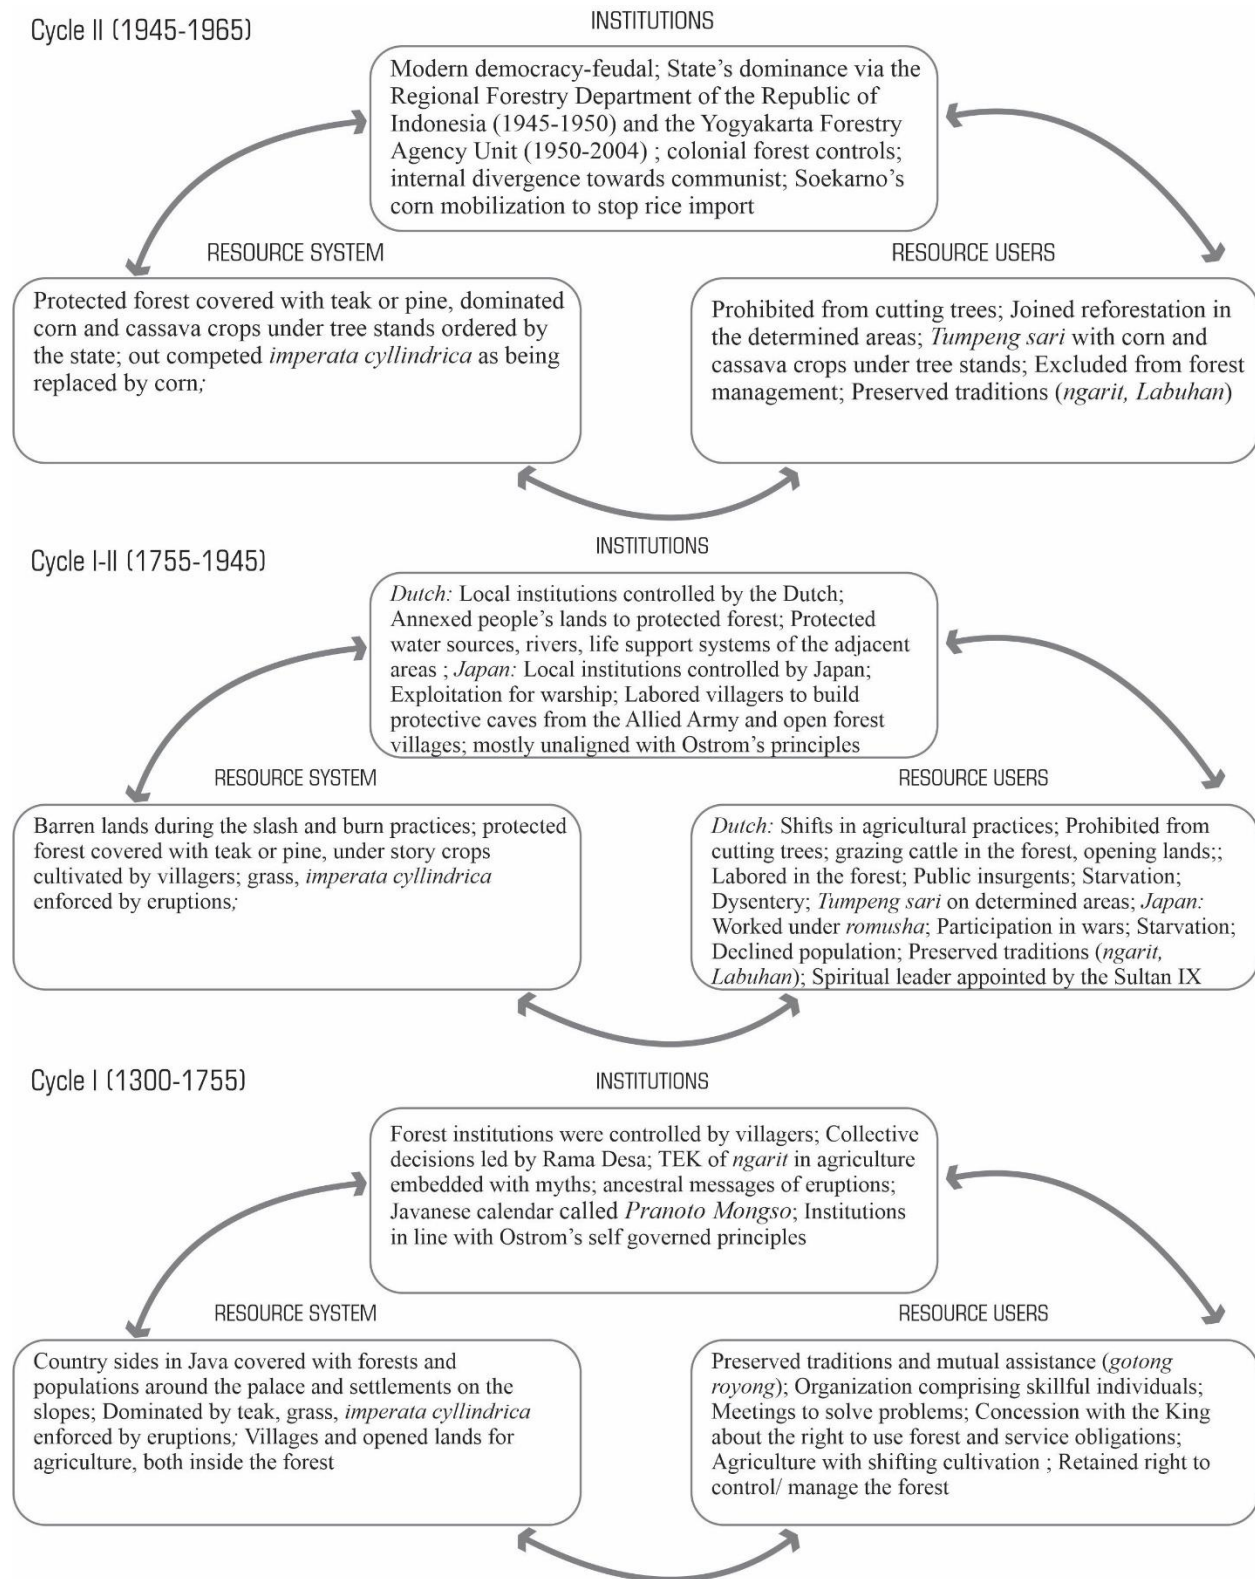 Cycle II (1945-1965)
INSTITUTIONS
Modern democracy-feudal; State's dominance via the
Regional Forestry Department of the Republic of
Indonesia (1945-1950) and the Yogyakarta Forestry
Agency Unit (1950-2004) ; colonial forest controls;
internal divergence towards communist; Soekarno's
corn mobilization to stop rice import
RESOURCE SYSTEM
Protected forest covered with teak or pine, dominated
corn and cassava crops under tree stands ordered by
the state; out competed imperata cyllindrica as being
replaced by corn;
RESOURCE USERS
Prohibited from cutting trees; Joined reforestation in
the determined areas; Tumpeng sari with corn and
cassava crops under tree stands; Excluded from forest
management; Preserved traditions (ngarit, Labuhan)
Cycle I-II (1755-1945)
INSTITUTIONS
Dutch: Local institutions controlled by the Dutch;
Annexed people's lands to protected forest; Protected
water sources, rivers, life support systems of the adjacent
areas ; Japan: Local institutions controlled by Japan;
Exploitation for warship; Labored villagers to build
protective caves from the Allied Army and open forest
villages; mostly unaligned with Ostrom's principles
RESOURCE SYSTEM
Barren lands during the slash and burn practices; protected
forest covered with teak or pine, under story crops
cultivated by villagers; grass, imperata cyllindrica
enforced by eruptions;
RESOURCE USERS
Dutch: Shifts in agricultural practices; Prohibited from
cutting trees; grazing cattle in the forest, opening lands;;
Labored in the forest; Public insurgents; Starvation;
Dysentery; Tumpeng sari on determined areas; Japan:
Worked under romusha; Participation in wars; Starvation;
Declined population; Preserved traditions (ngarit,
Labuhan); Spiritual leader appointed by the Sultan IX
Cycle I (1300-1755)
INSTITUTIONS
Forest institutions were controlled by villagers; Collective
decisions led by Rama Desa; TEK of ngarit in agriculture
embedded with myths; ancestral messages of eruptions;
Javanese calendar called Pranoto Mongso; Institutions
in line with Ostrom's self governed principles
RESOURCE SYSTEM
Country sides in Java covered with forests and
populations around the palace and settlements on the
slopes; Dominated by teak, grass, imperata cyllindrica
enforced by eruptions; Villages and opened lands for
agriculture, both inside the forest
RESOURCE USERS
Preserved traditions and mutual assistance (gotong
royong); Organization comprising skillful individuals;
Meetings to solve problems; Concession with the King
about the right to use forest and service obligations;
Agriculture with shifting cultivation ; Retained right to
control/ manage the forest